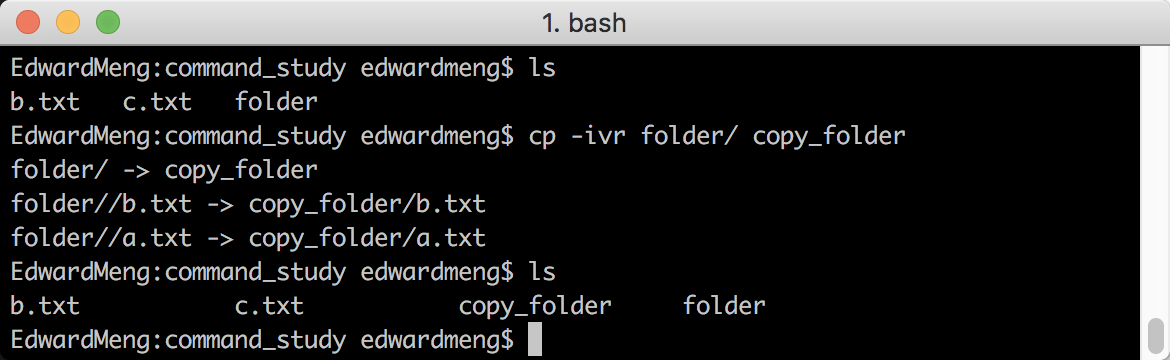 1. bash
EdwardMeng:command_study edwardmeng$ ls
b.txt   c.txt   folder
EdwardMeng:command_study edwardmeng$ cp -ivr folder/ copy_folder
folder/ -> copy_folder
folder//b.txt -> copy_folder/b.txt
folder//a.txt -> copy_folder/a.txt
EdwardMeng:command_study edwardmeng$ ls
b.txt           c.txt           copy_folder     folder
EdwardMeng:command_study edwardmeng$